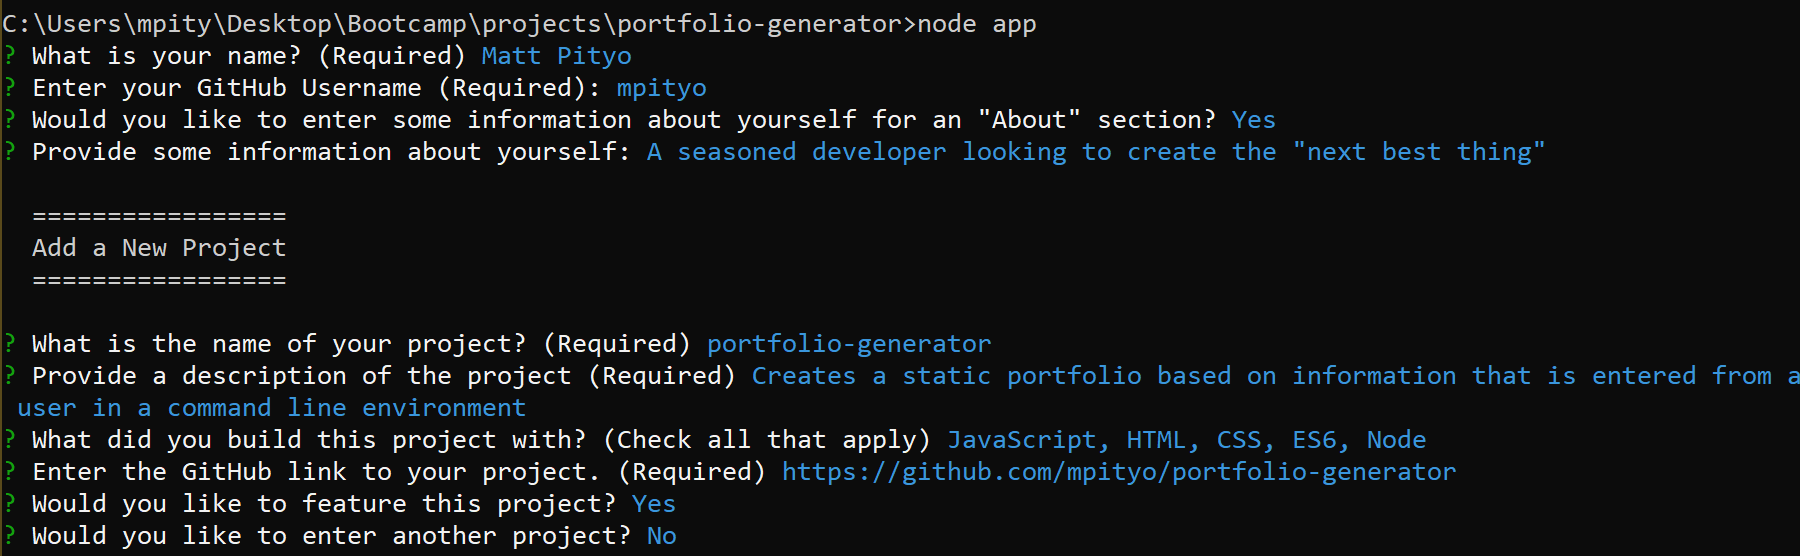 C:\Users\mpity\Desktop\Bootcamp\projects\portfolio-generator>node app
? What is your name? (Required) Matt Pityo
? Enter your GitHub Username (Required): mpityo
? Would you like to enter some information about yourself for an "About" section? Yes
? Provide some information about yourself: A seasoned developer looking to create the "next best thing"
=================
Add a New Project
=================
? What is the name of your project? (Required) portfolio-generator
? Provide a description of the project (Required) Creates a static portfolio based on information that is entered from a
user in a command line environment
? What did you build this project with? (Check all that apply) JavaScript, HTML, CSS, ES6, Node
? Enter the GitHub link to your project. (Required) https://github.com/mpityo/portfolio-generator
? Would you like to feature this project? Yes
? Would you like to enter another project? No